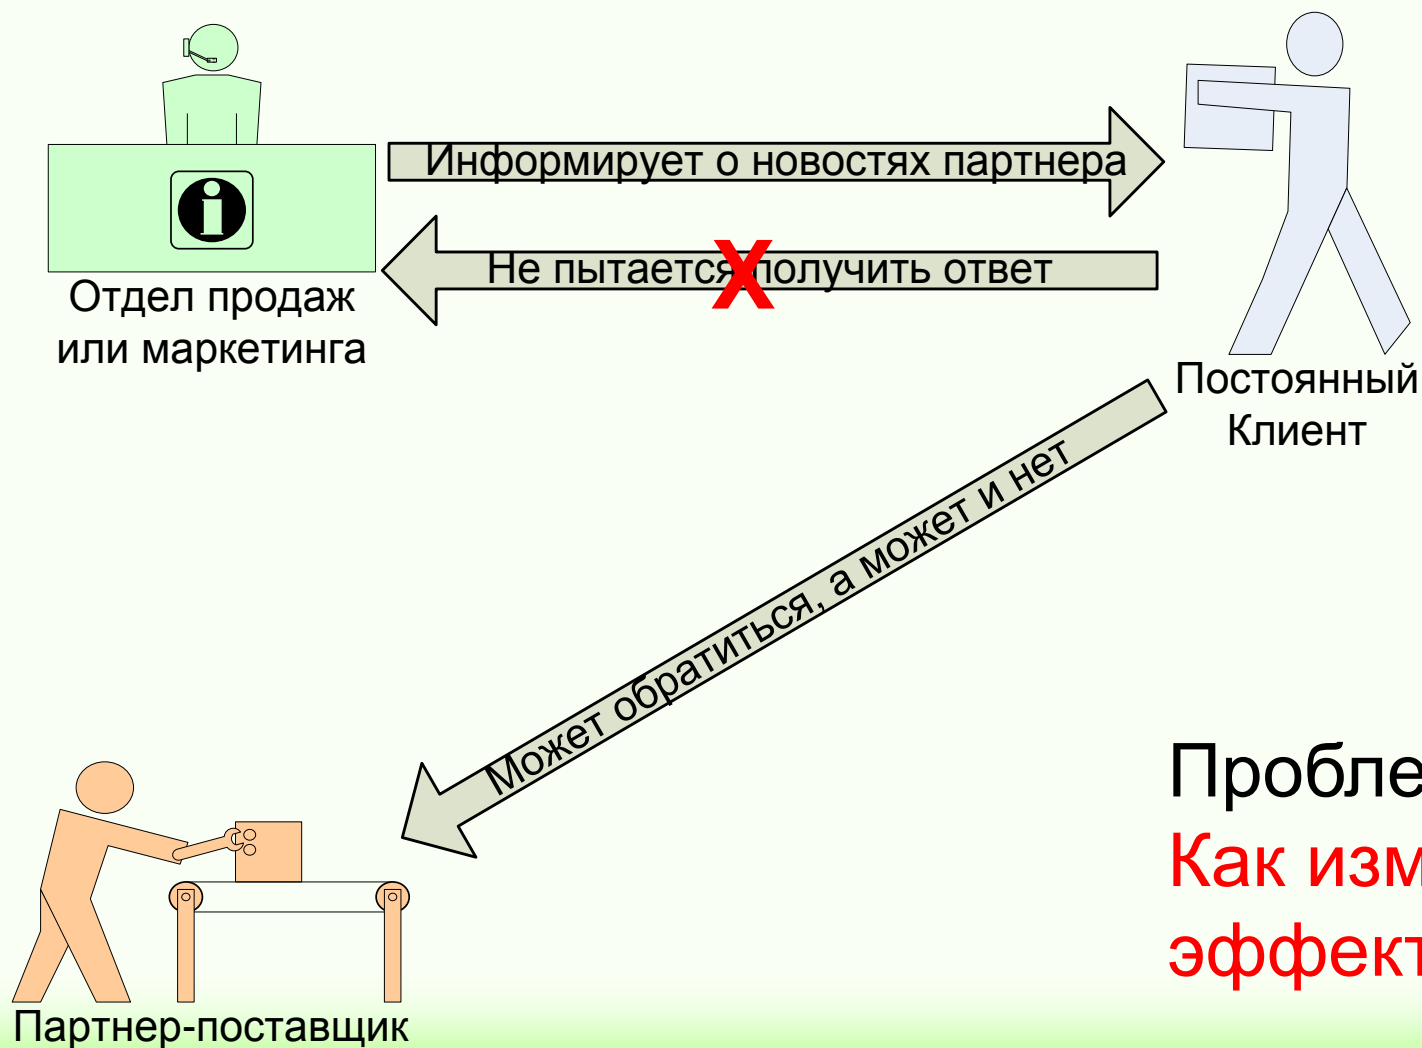 Информирует о новостях партнера
Не пытается получить ответ
Отдел продаж
или маркетинга
Постоянный
Клиент
Может обратиться, а может и нет
Партнер-поставщик